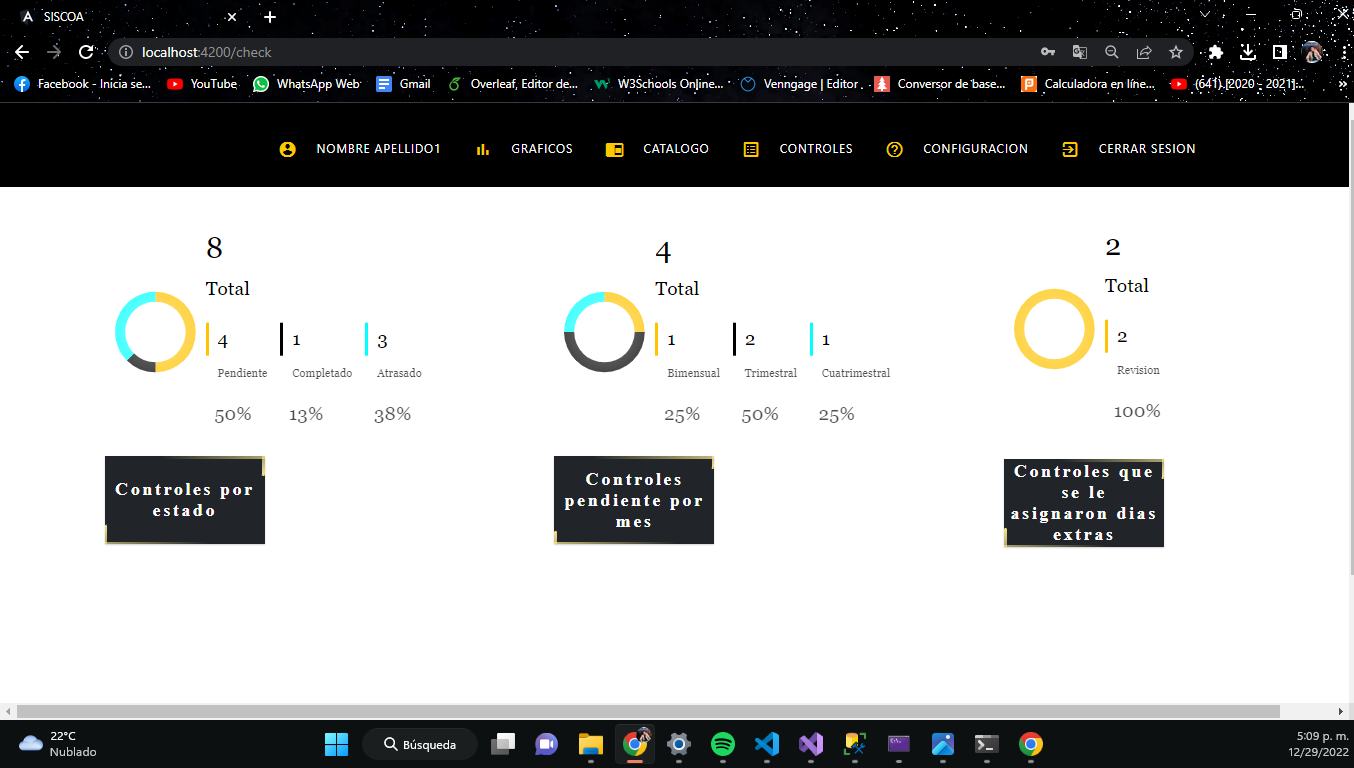 SISCOA
localhost:4200/check
Facebook - Inicia se...
YouTube
WhatsApp Web
Gmail
Overleaf, Editor de...
W3Schools Online...
Venngage | Editor
Conversor de base...
Calculadora en líne...
(641) [2020 - 2021]...
NOMBRE APELLIDO1
GRAFICOS
CATALOGO
CONTROLES
CONFIGURACION
CERRAR SESION
8
Total
4
Pendiente
50%
1
Completado
13%
3
Atrasado
38%
Controles por
estado
4
Total
1
Bimensual
25%
2
Trimestral
50%
1
Cuatrimestral
25%
Controles
pendiente por
mes
2
Total
2
Revision
100%
Controles que
se le
asignaron dias
extras
22°C
Nublado
Búsqueda
5:09 p. m.
12/29/2022